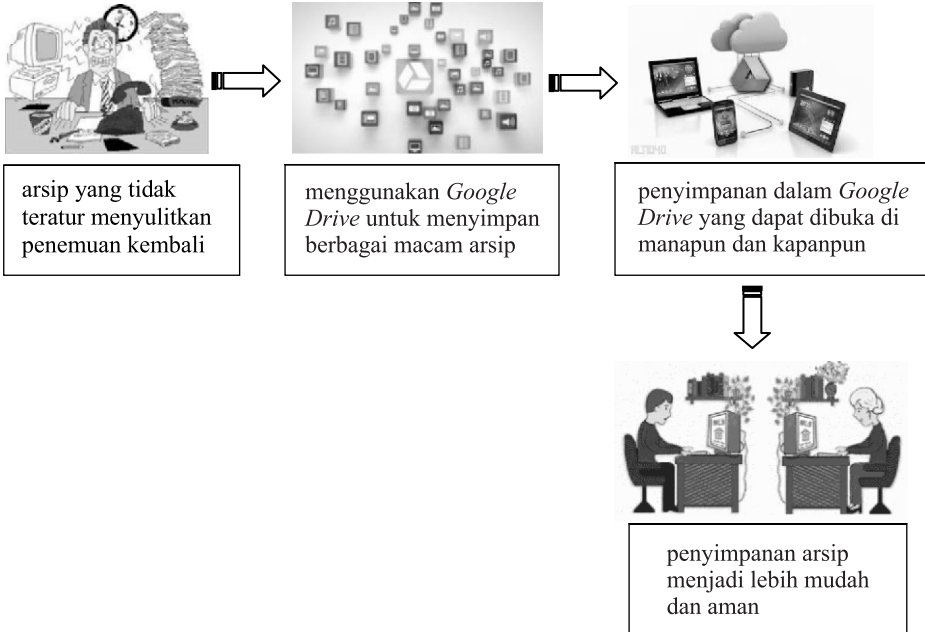 arsip yang tidak
teratur menyulitkan
penemuan kembali
menggunakan Google
Drive untuk menyimpan
berbagai macam arsip
ALT1040
penyimpanan dalam Google
Drive yang dapat dibuka di
manapun dan kapanpun
penyimpanan arsip
menjadi lebih mudah
dan aman